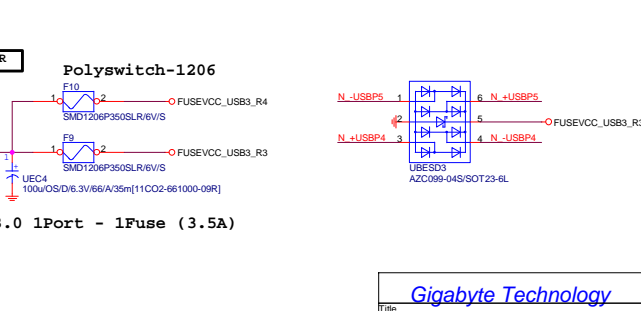 R
Polyswitch-1206
F10
1 2
FUSEVCC_USB3_R4
SMD1206P350SLR/6V/S
F9
1 2
FUSEVCC_USB3_R3
SMD1206P350SLR/6V/S
1
+
UEC4
100u/OS/D/6.3V/66/A/35m[11CO2-661000-09R]
.0 1Port - 1Fuse (3.5A)
N_-USBP5 1 6 N_+USBP5
2 5 FUSEVCC_USB3_R3
N_+USBP4 3 4 N_-USBP4
UBESD3
AZC099-04S/SOT23-6L
Gigabyte Technology
Title